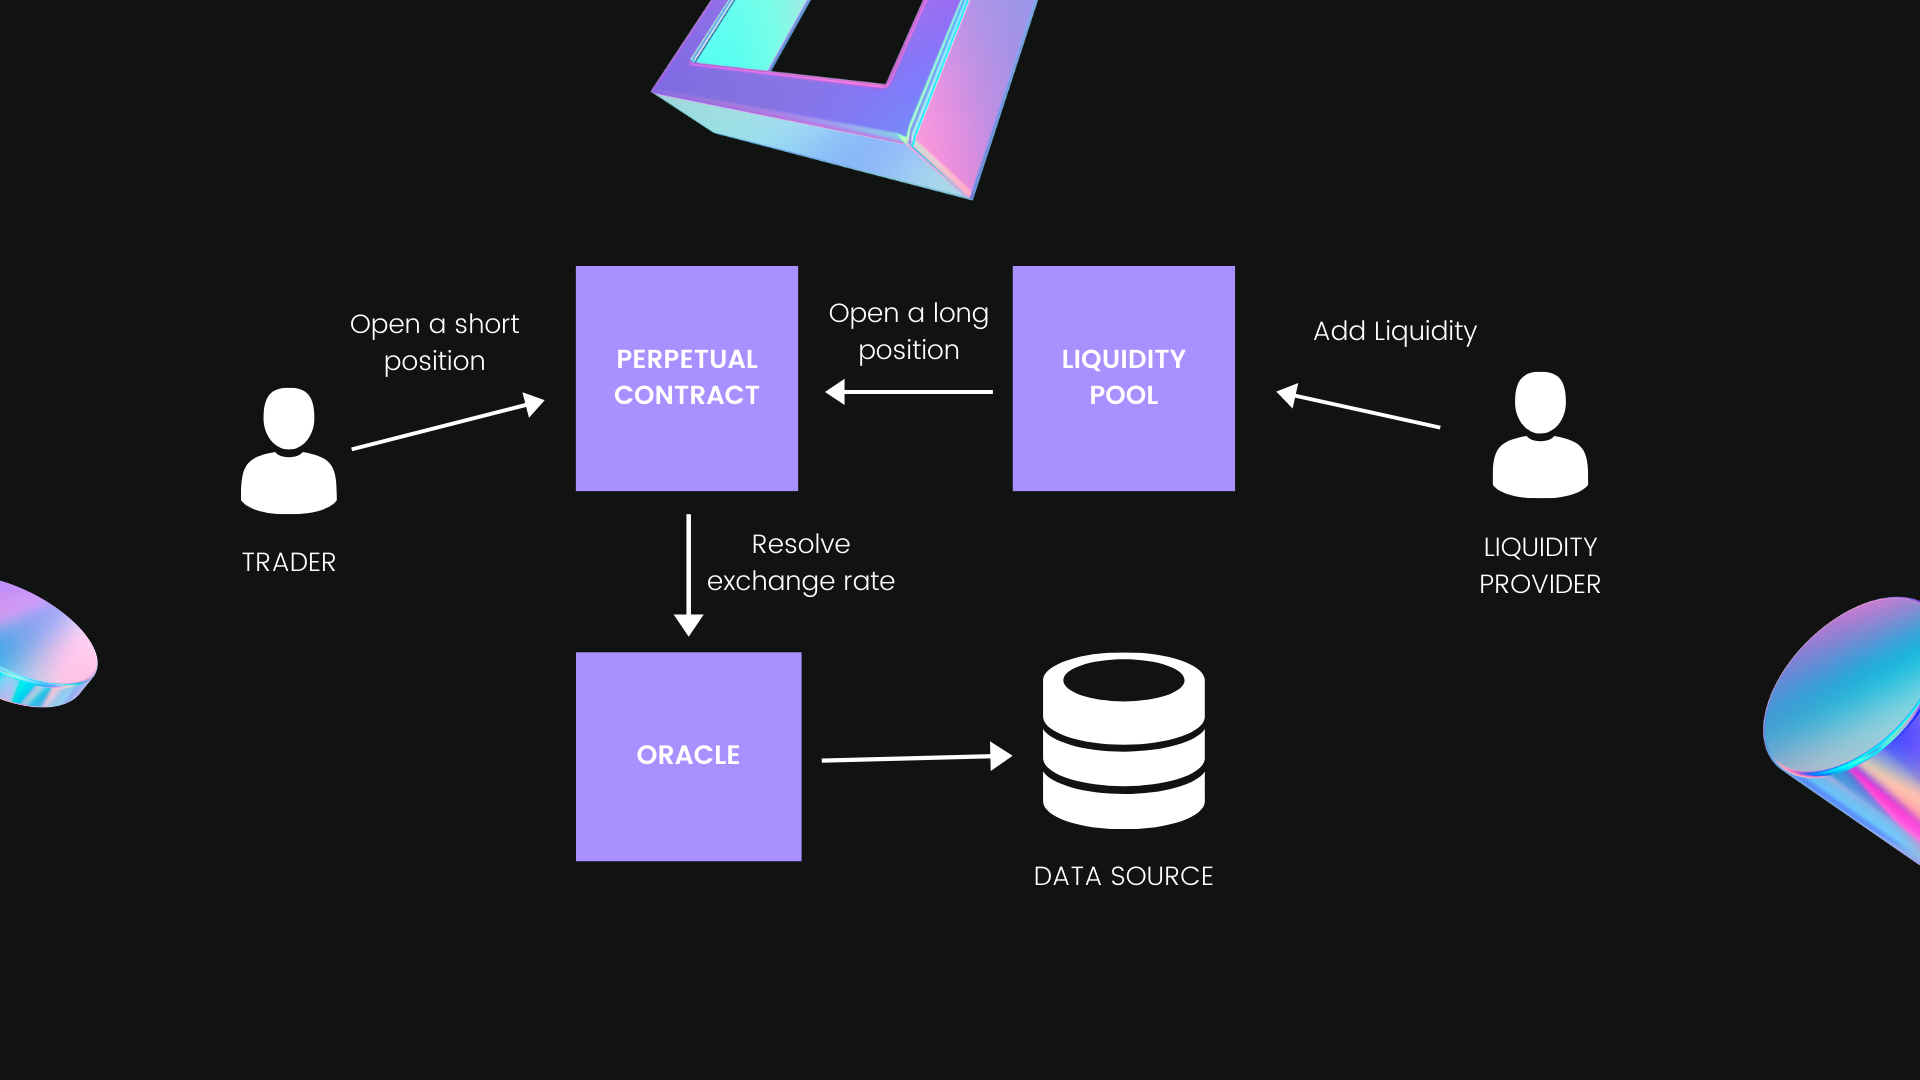 Open a short
position
PERPETUAL
CONTRACT
Open a long
position
LIQUIDITY
POOL
Add Liquidity
TRADER
LIQUIDITY
PROVIDER
Resolve
exchange rate
ORACLE
DATA SOURCE